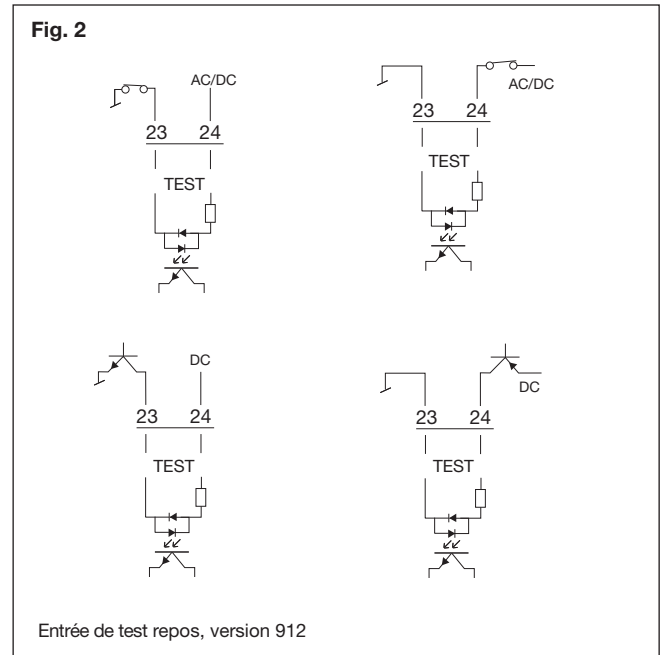 Fig. 2
AC/DC
23 24
TEST
AC/DC
23 24
TEST
DC
23 24
TEST
DC
23 24
TEST
Entrée de test repos, version 912